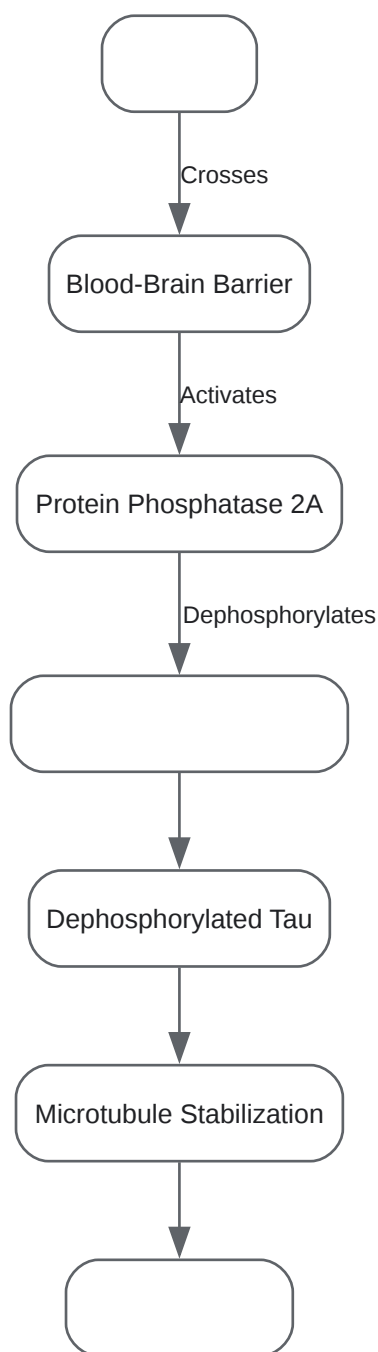 Crosses
Blood-Brain Barrier
Activates
Protein Phosphatase 2A
Dephosphorylates
Dephosphorylated Tau
Microtubule Stabilization